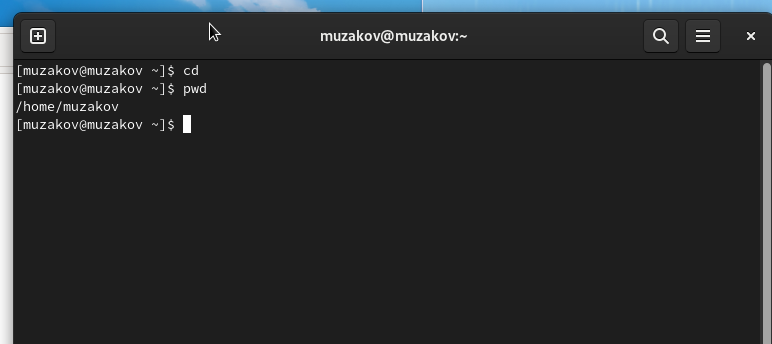 muzakov@muzakov:~
[muzakov@muzakov ~]$ cd
[muzakov@muzakov ~]$ pwd
/home/muzakov
[muzakov@muzakov ~]$